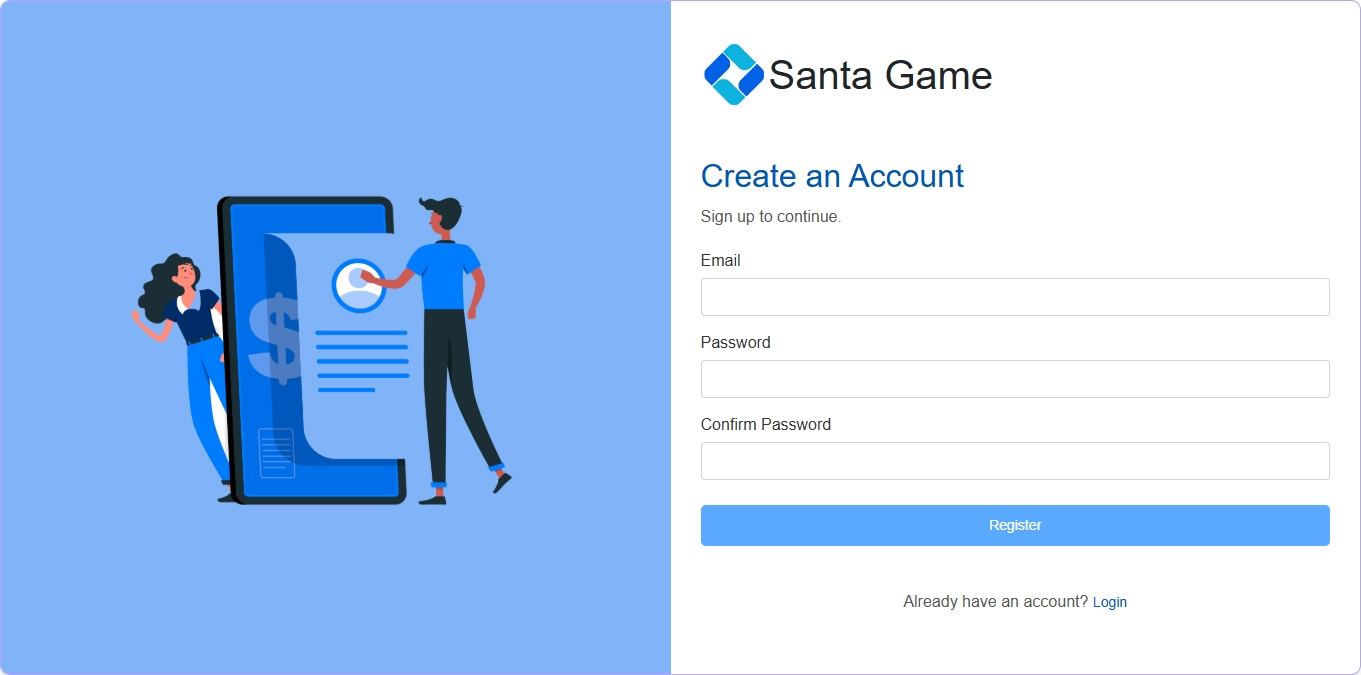 Santa Game
Create an Account
Sign up to continue.
Email
Password
Confirm Password
Register
Already have an account? Login
$